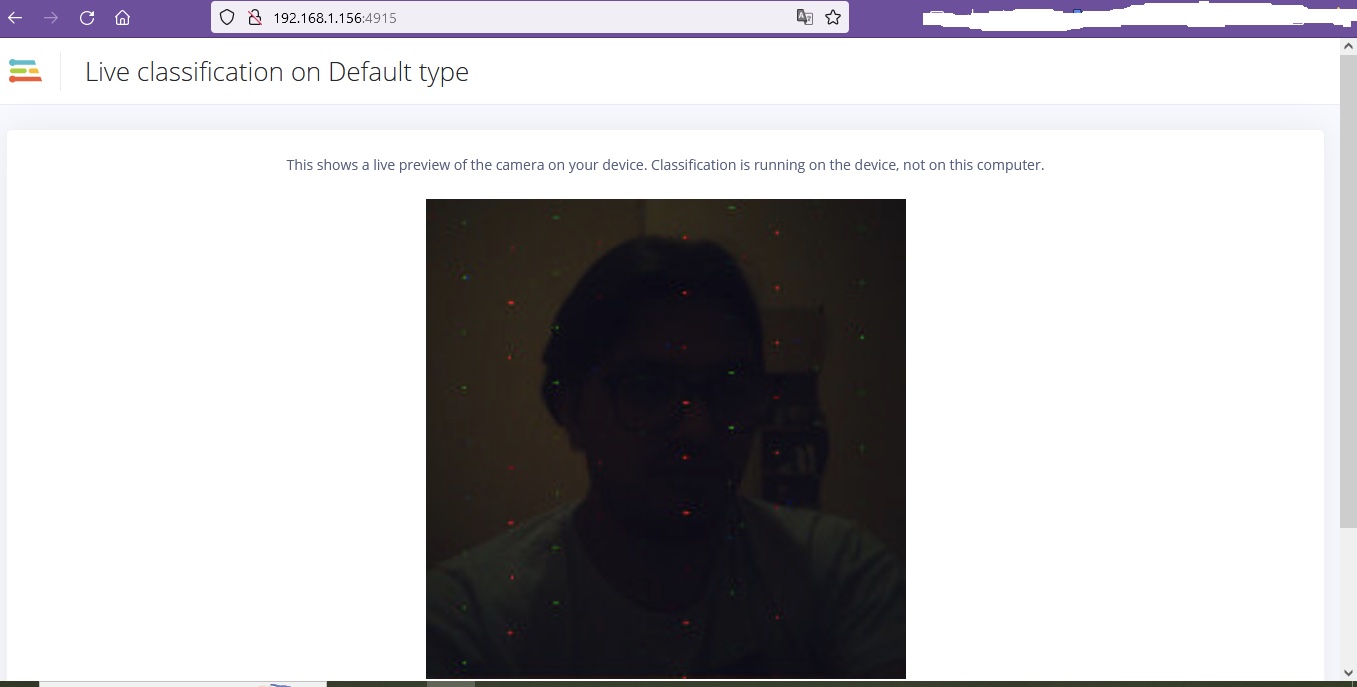 192.168.1.156:4915
Live classification on Default type
This shows a live preview of the camera on your device. Classification is running on the device, not on this computer.